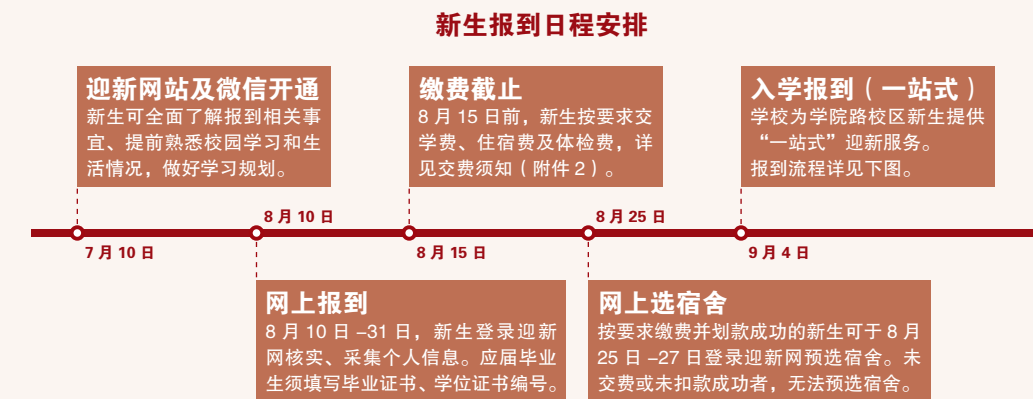 新生报到日程安排
迎新网站及微信开通
新生可全面了解报到相关事
宜、提前熟悉校园学习和生
活情况，做好学习规划。
7 月 10 日
8 月 10 日
网上报到
8 月 10 日 –31 日，新生登录迎新
网核实、采集个人信息。应届毕业
生须填写毕业证书、学位证书编号。
缴费截止
8 月 15 日前，新生按要求交
学费、住宿费及体检费，详
见交费须知（附件 2）。
8 月 15 日
8 月 25 日
网上选宿舍
按要求缴费并划款成功的新生可于 8 月
25 日 –27 日登录迎新网预选宿舍。未
交费或未扣款成功者，无法预选宿舍。
入学报到（一站式）
学校为学院路校区新生提供
“一站式”迎新服务。
报到流程详见下图。
9 月 4 日